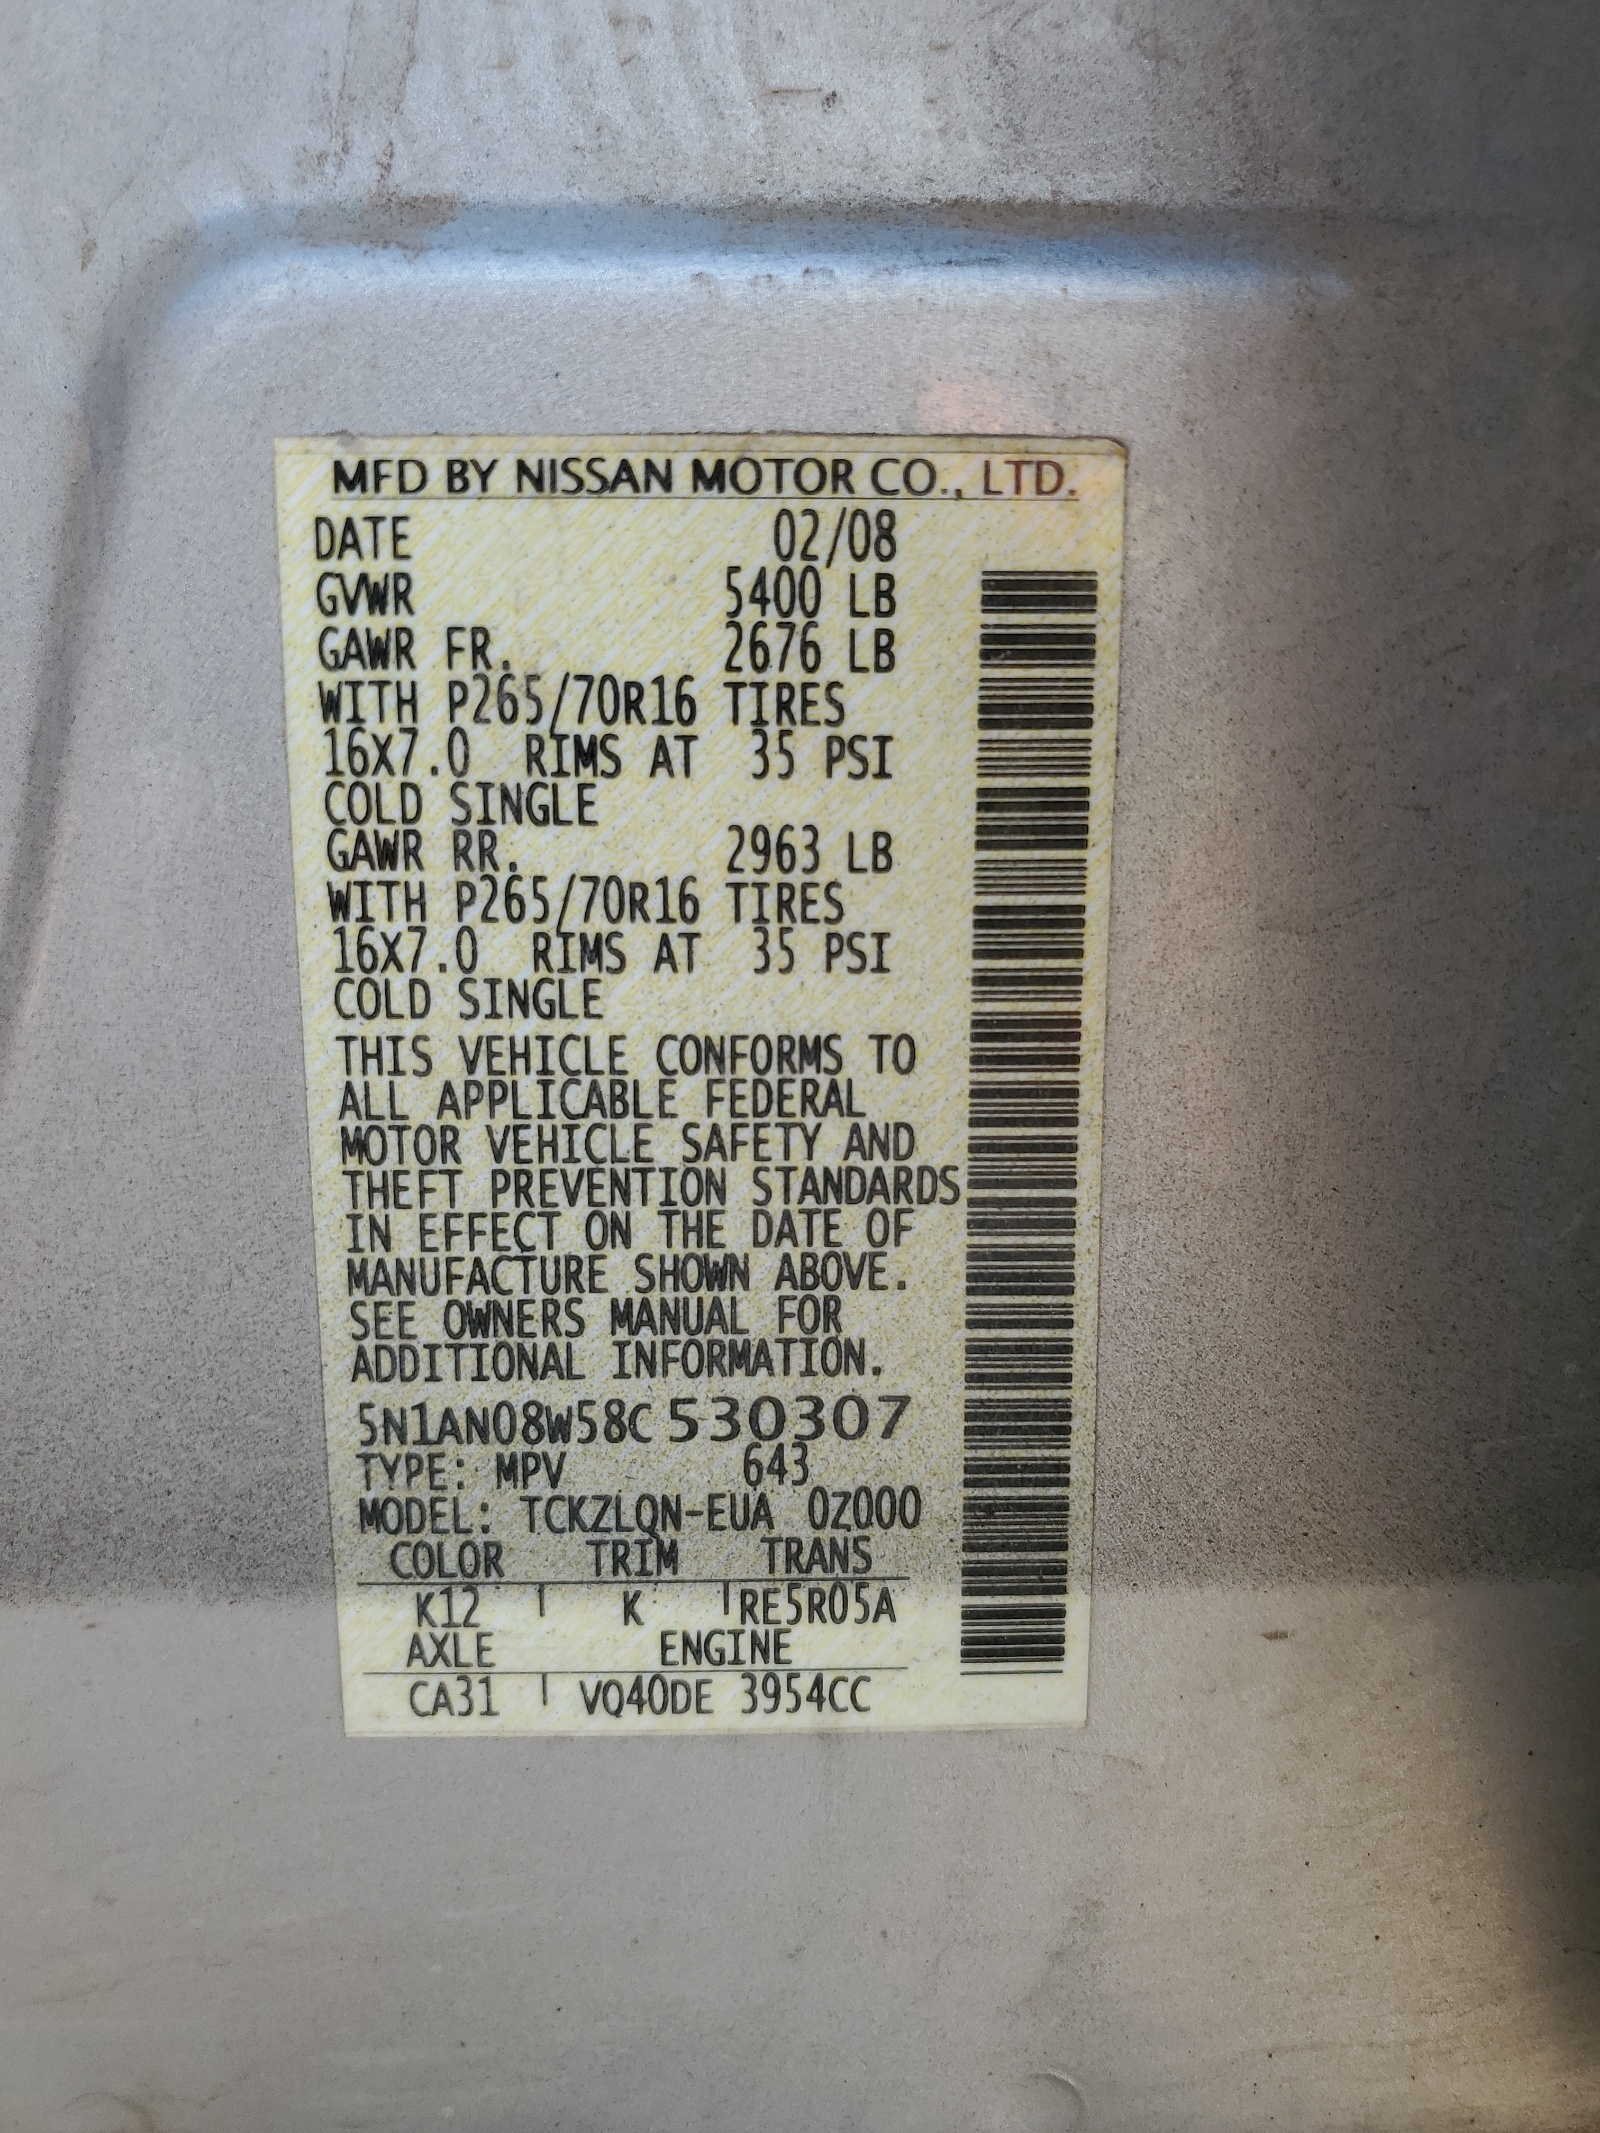 MFD BY NISSAN MOTOR CO., LTD.
DATE 02/08
GVWR 5400 LB
GAWR FR. 2676 LB
WITH P265/70R16 TIRES
16X7.0 RIMS AT 35 PSI
COLD SINGLE
GAWR RR. 2963 LB
WITH P265/70R16 TIRES
16X7.0 RIMS AT 35 PSI
COLD SINGLE
THIS VEHICLE CONFORMS TO
ALL APPLICABLE FEDERAL
MOTOR VEHICLE SAFETY AND
THEFT PREVENTION STANDARDS
IN EFFECT ON THE DATE OF
MANUFACTURE SHOWN ABOVE.
SEE OWNERS MANUAL FOR
ADDITIONAL INFORMATION.
5N1AN08W58C530307
TYPE: MPV 643
MODEL: TCKZLQN-EUA 0Z000
COLOR TRIM TRANS
K12 K RE5R05A
AXLE ENGINE
CA31 VQ40DE 3954CC